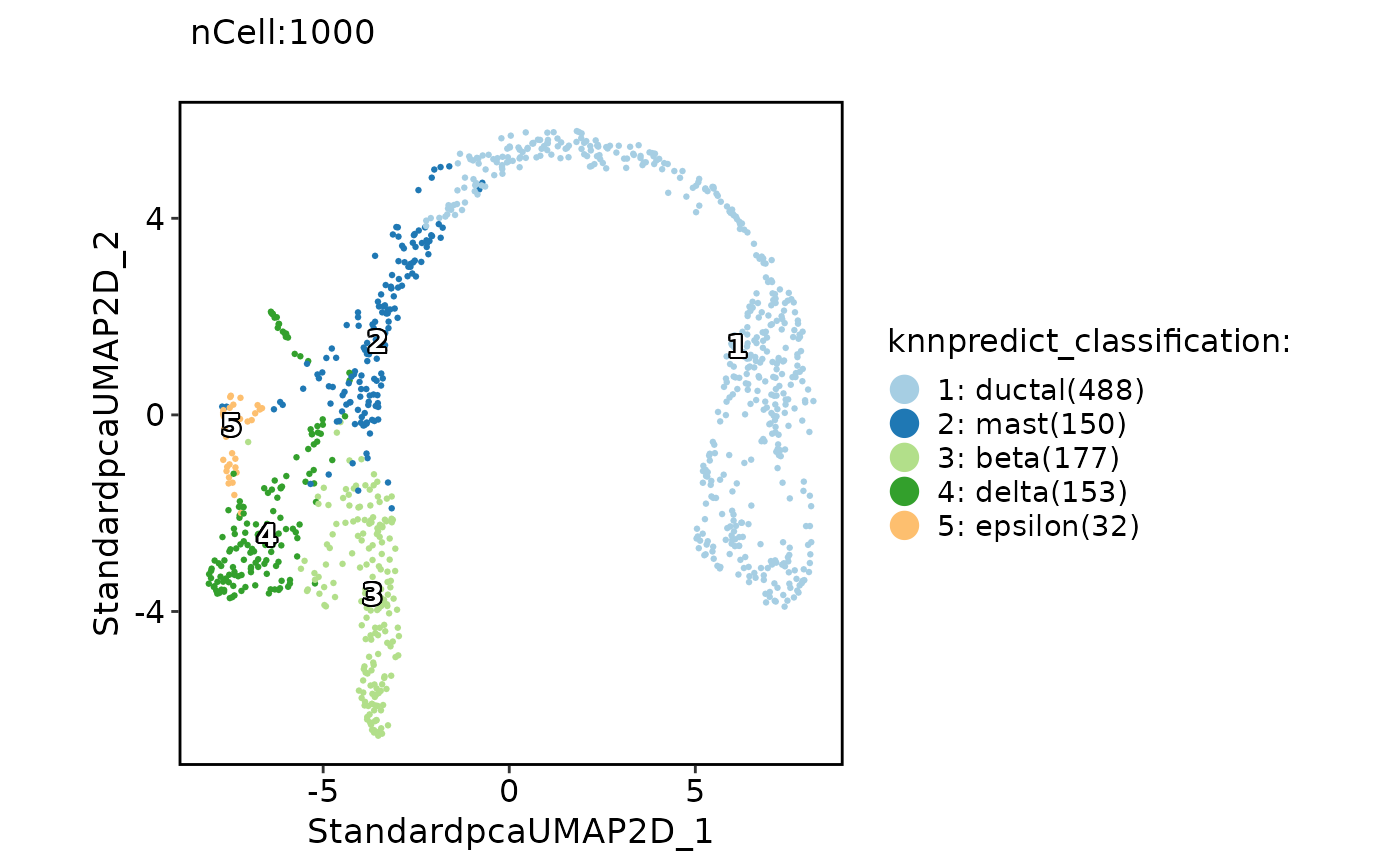 nCell:1000
StandardpcaUMAP2D_2
4
0
-4
5
2
1
4
3
-5
0
5
StandardpcaUMAP2D_1
knnpredict_classification:
1: ductal(488)
2: mast(150)
3: beta(177)
4: delta(153)
5: epsilon(32)